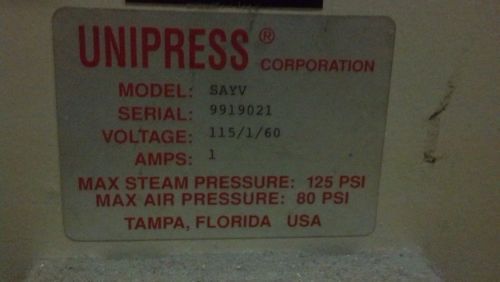 UNIPRESS ® CORPORATION
MODEL: SAYV
SERIAL: 9919021
VOLTAGE: 115/1/60
AMPS: 1
MAX STEAM PRESSURE: 125 PSI
MAX AIR PRESSURE: 80 PSI
TAMPA, FLORIDA USA